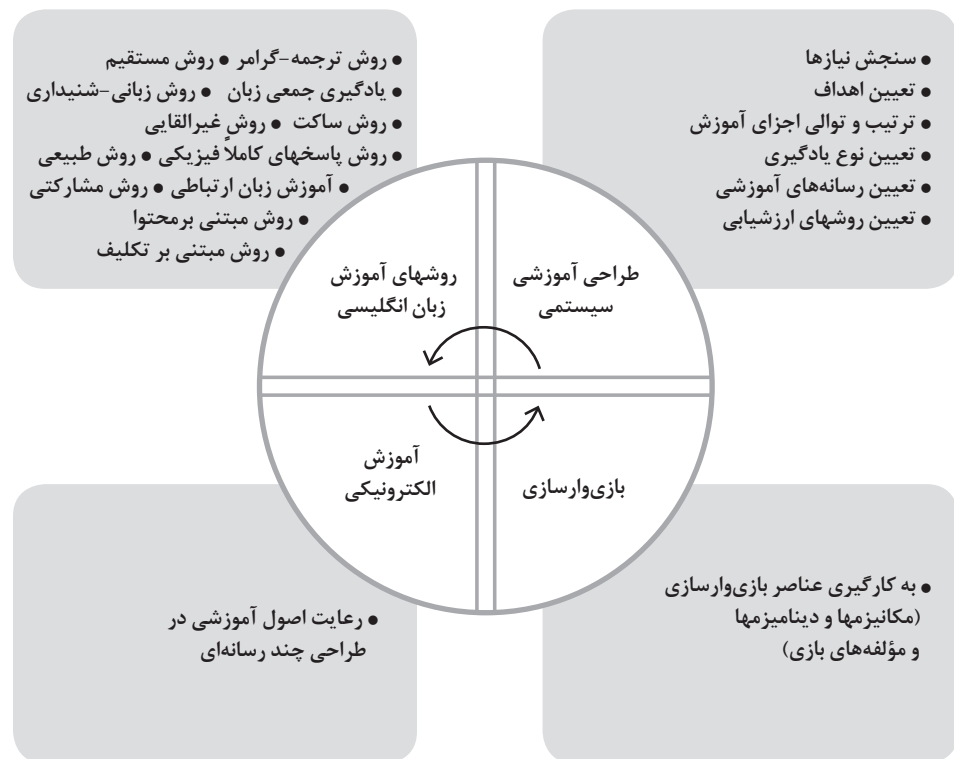 ● سنجش نیازها
● تعیین اهداف
● ترتیب و توالی اجزای آموزش
● تعیین نوع یادگیری
● تعیین رسانه‌های آموزشی
● تعیین روشهای ارزشیابی
● روش ترجمه-گرامر ● روش مستقیم
● یادگیری جمعی زبان ● روش زبانی-شنیداری
● روش ساکت ● روش غیرالقایی
● روش پاسخهای کاملاً فیزیکی ● روش طبیعی
● آموزش زبان ارتباطی ● روش مشارکتی
● روش مبتنی برمحتوا
● روش مبتنی بر تکلیف
طراحی آموزشی
سیستمی
روشهای آموزش
زبان انگلیسی
بازی‌وارسازی
آموزش
الکترونیکی
● به کارگیری عناصر بازی‌وارسازی
(مکانیزمها و دینامیزمها
و مؤلفه‌های بازی)
● رعایت اصول آموزشی در
طراحی چند رسانه‌ای